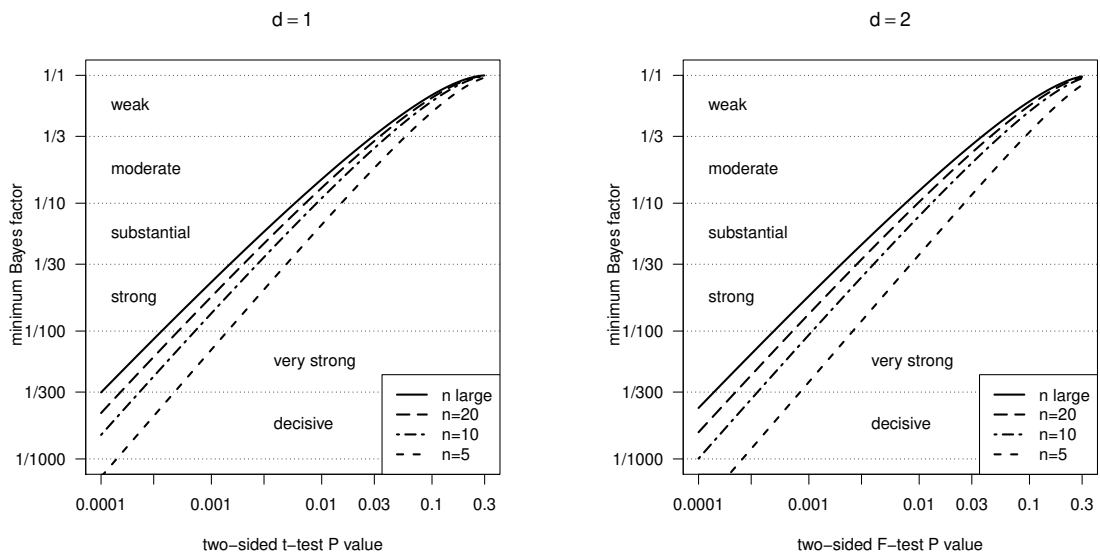 d = 1
minimum Bayes factor
1/1
1/3
1/10
1/30
1/100
1/300
1/1000
weak
moderate
substantial
strong
very strong
decisive
n large
n=20
n=10
n=5
0.0001
0.001
0.01
0.03
0.1
0.3
two−sided t−test P value
d = 2
minimum Bayes factor
1/1
1/3
1/10
1/30
1/100
1/300
1/1000
weak
moderate
substantial
strong
very strong
decisive
n large
n=20
n=10
n=5
0.0001
0.001
0.01
0.03
0.1
0.3
two−sided F−test P value